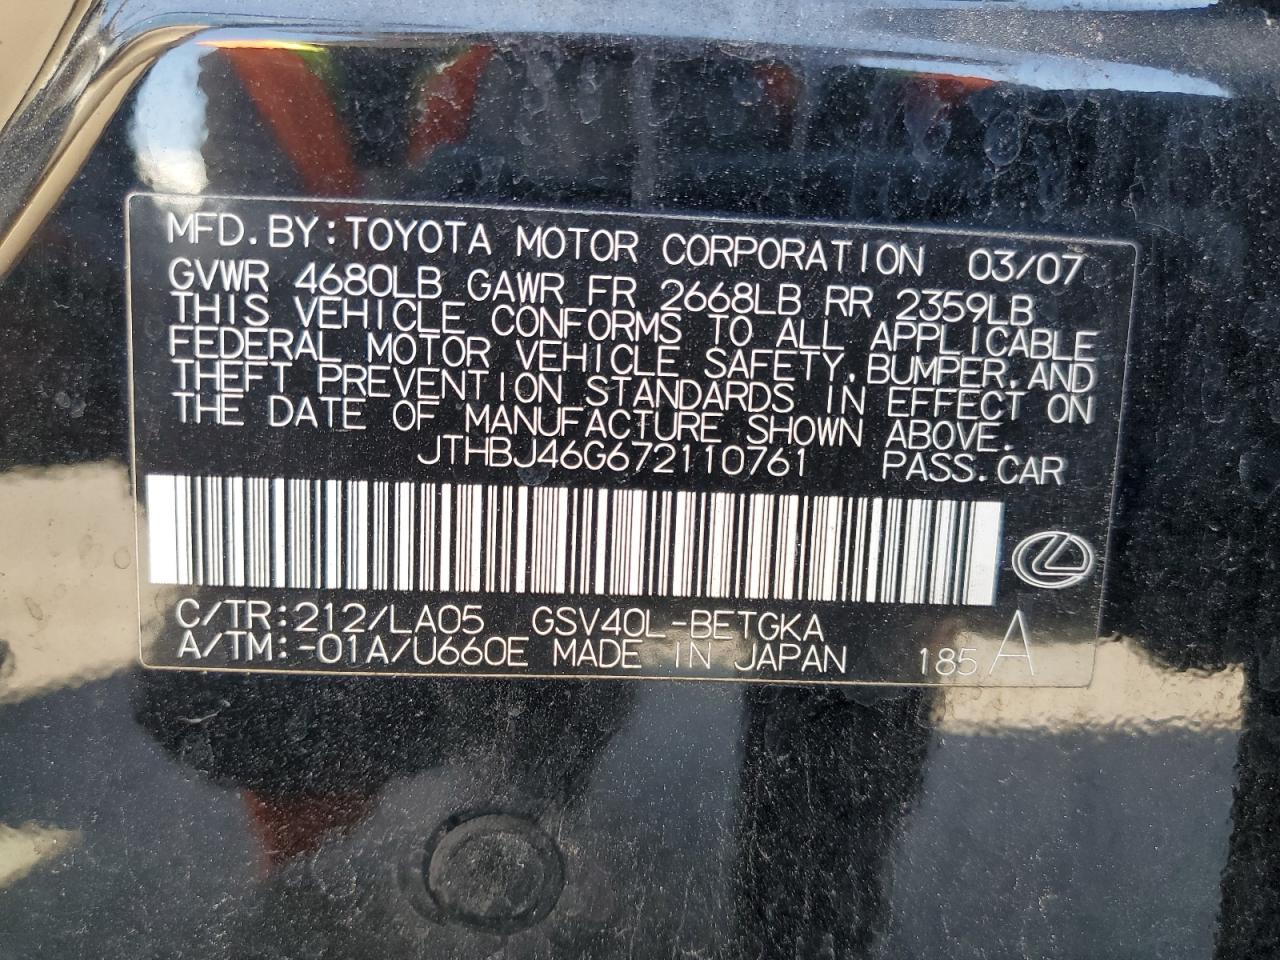 MFD.BY:TOYOTA MOTOR CORPORATION 03/07
GVWR 4680LB GAWR FR 2668LB RR 2359LB
THIS VEHICLE CONFORMS TO ALL APPLICABLE
FEDERAL MOTOR VEHICLE SAFETY,BUMPER,AND
THEFT PREVENTION STANDARDS IN EFFECT ON
THE DATE OF MANUFACTURE SHOWN ABOVE.
JTHBJ46G672110761 PASS.CAR
C/TR:212/LA05 GSV40L-BETGKA
A/TM:-01A/U660E MADE IN JAPAN 185 A